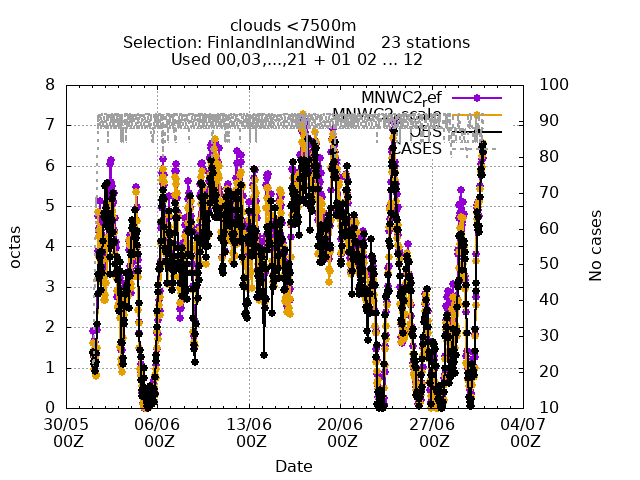 clouds <7500m
Selection: FinlandInlandWind 23 stations
Used 00,03,...,21 + 01 02 ... 12
8 100
MNWC2_ref
7 90
MNWC2_scale
OBS
CASES
80
6 70
5 60
octas 4 50 No cases
3 40
2 30
1 20
0 10
30/05 06/06 13/06 20/06 27/06 04/07
00Z 00Z 00Z 00Z 00Z 00Z
Date